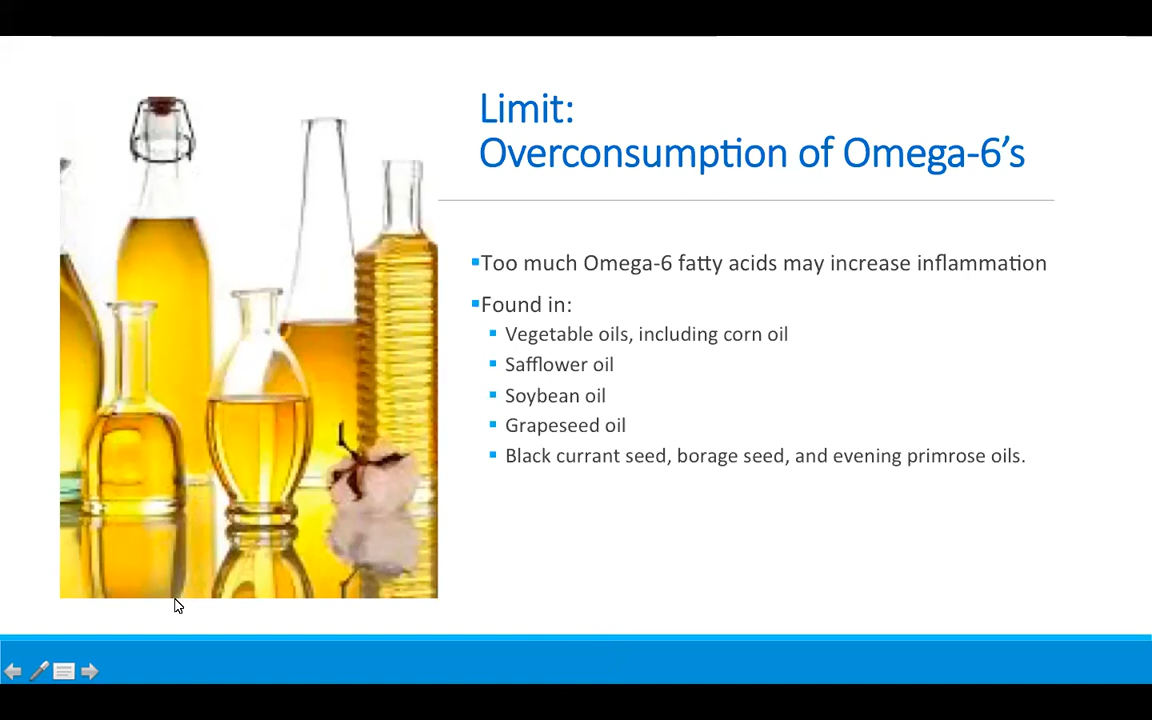 Limit:
Overconsumption of Omega-6's
▪Too much Omega-6 fatty acids may increase inflammation
▪Found in:
▪ Vegetable oils, including corn oil
▪ Safflower oil
▪ Soybean oil
▪ Grapeseed oil
▪ Black currant seed, borage seed, and evening primrose oils.